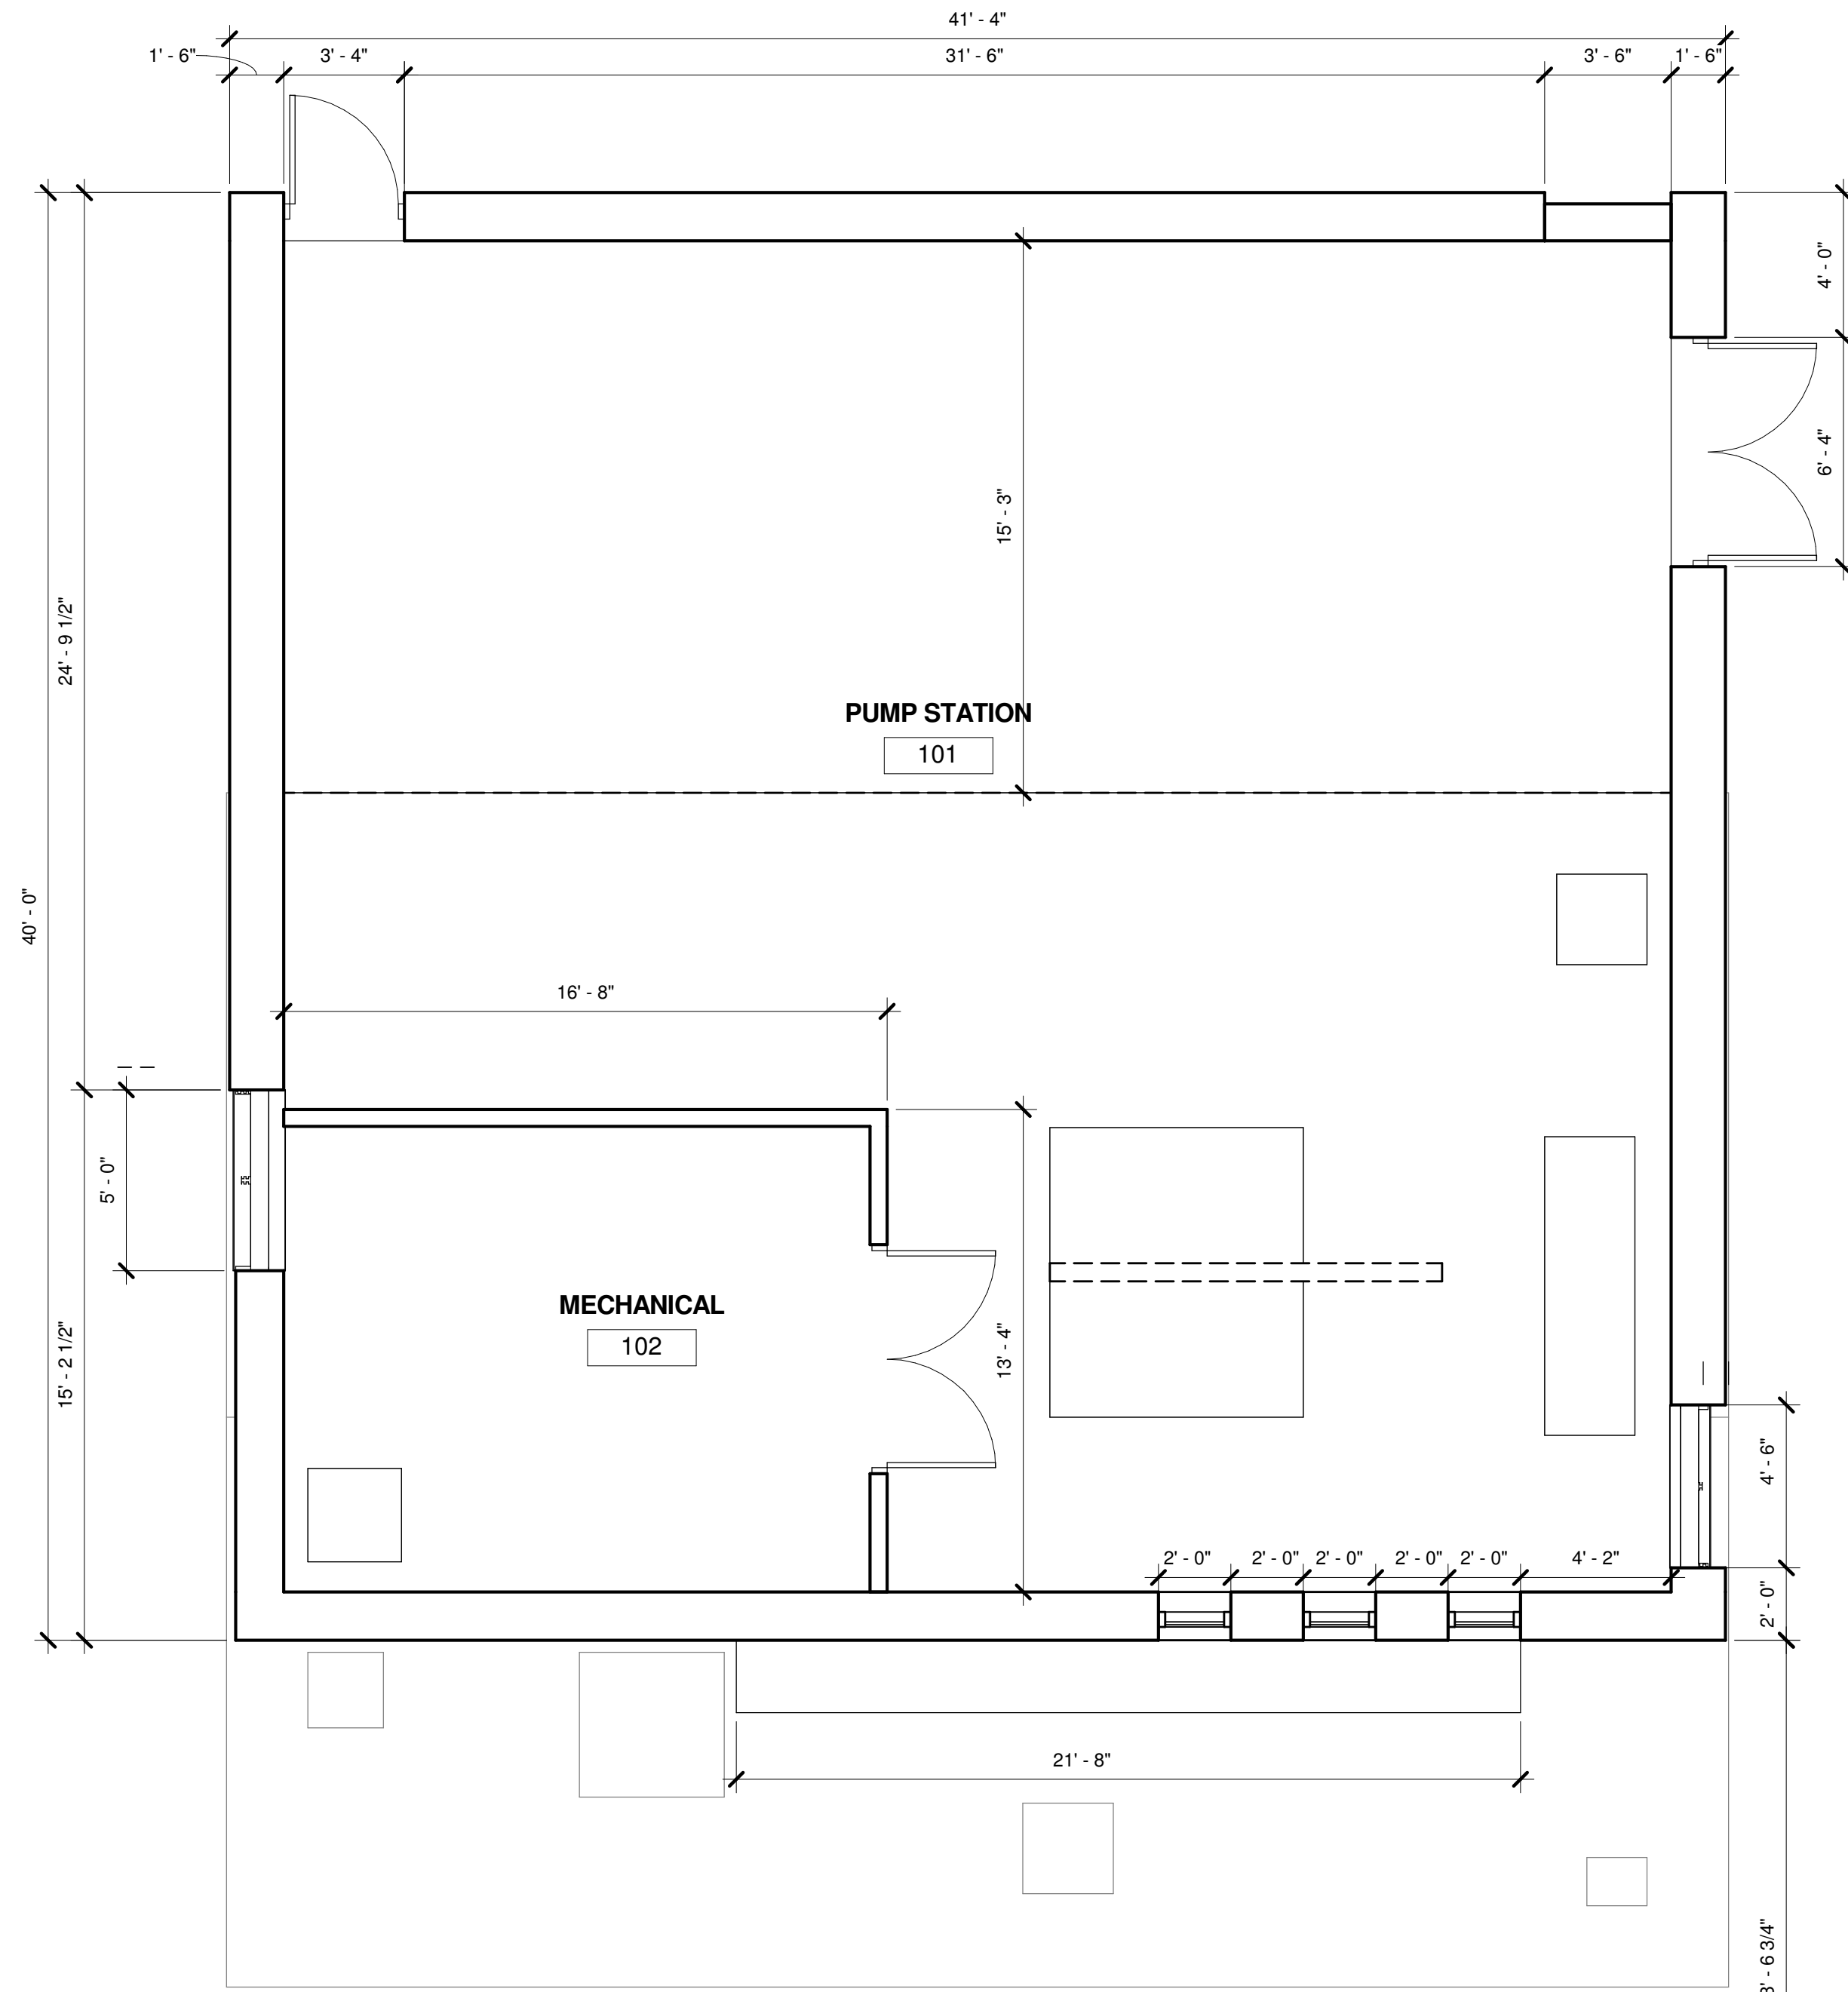 41' - 4"
1' - 6"
3' - 4"
31' - 6"
3' - 6"
1' - 6"
4' - 0"
6' - 4"
15' - 3"
24' - 9 1/2"
PUMP STATION
101
40' - 0"
16' - 8"
5' - 0"
MECHANICAL
102
13' - 4"
15' - 2 1/2"
4' - 6"
2' - 0"
2' - 0"
2' - 0"
2' - 0"
2' - 0"
4' - 2"
2' - 0"
21' - 8"
6 3/4"